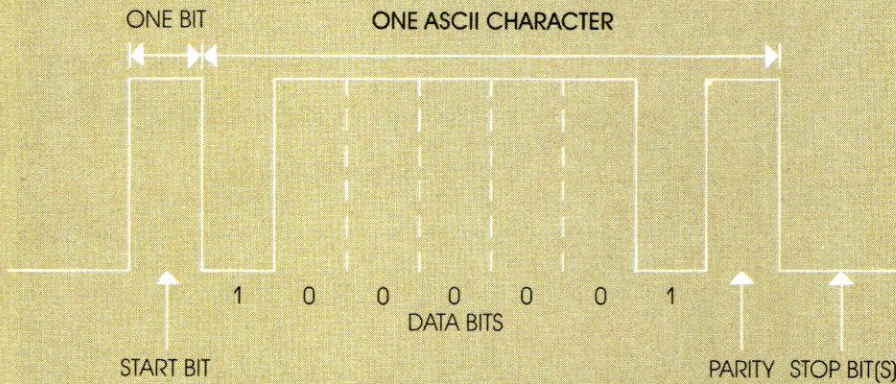 ONE BIT ONE ASCII CHARACTER
1 0 0 0 0 0 1
DATA BITS
START BIT PARITY STOP BIT(S)